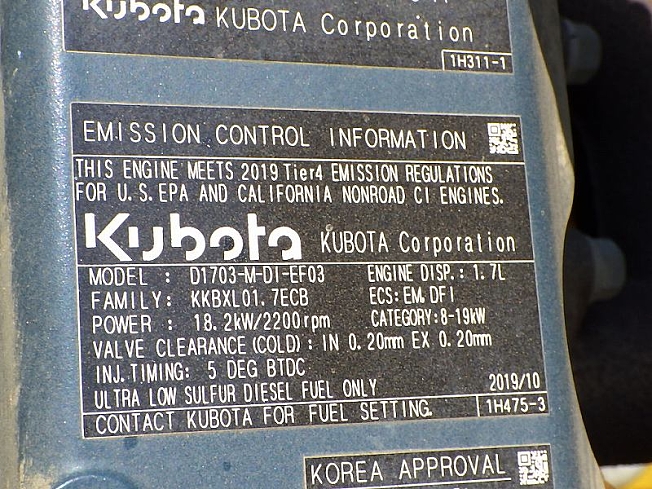 Kubota KUBOTA Corporation
1H311-1
EMISSION CONTROL INFORMATION
THIS ENGINE MEETS 2019 Tier4 EMISSION REGULATIONS
FOR U.S.EPA AND CALIFORNIA NONROAD CI ENGINES.
Kubota KUBOTA Corporation
MODEL : D1703-M-DI-EF03 ENGINE DISP.: 1.7L
FAMILY: KKBXL01.7ECB ECS:EM,DFI
POWER : 18.2kW/2200rpm CATEGORY:8-19kW
VALVE CLEARANCE(COLD): IN 0.20mm EX 0.20mm
INJ.TIMING: 5 DEG BTDC
ULTRA LOW SULFUR DIESEL FUEL ONLY 2019/10
CONTACT KUBOTA FOR FUEL SETTING. 1H475-3
KOREA APPROVAL